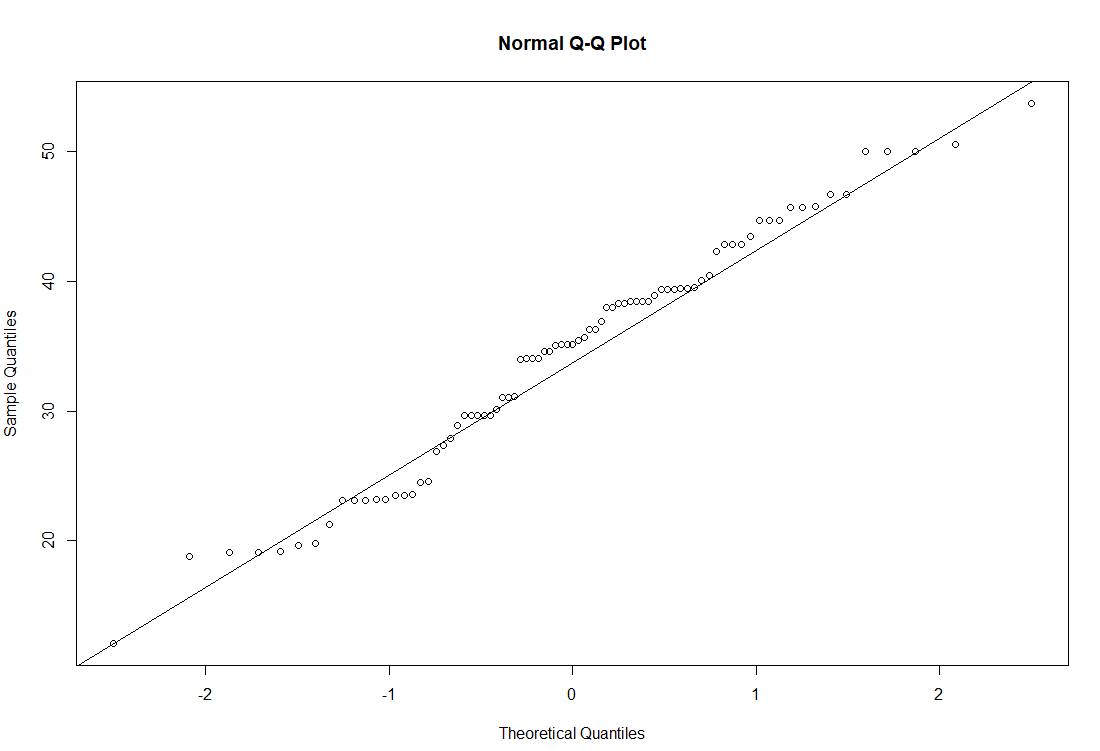 Normal Q-Q Plot
50
40
30
20
Sample Quantiles
-2 -1 0 1 2
Theoretical Quantiles